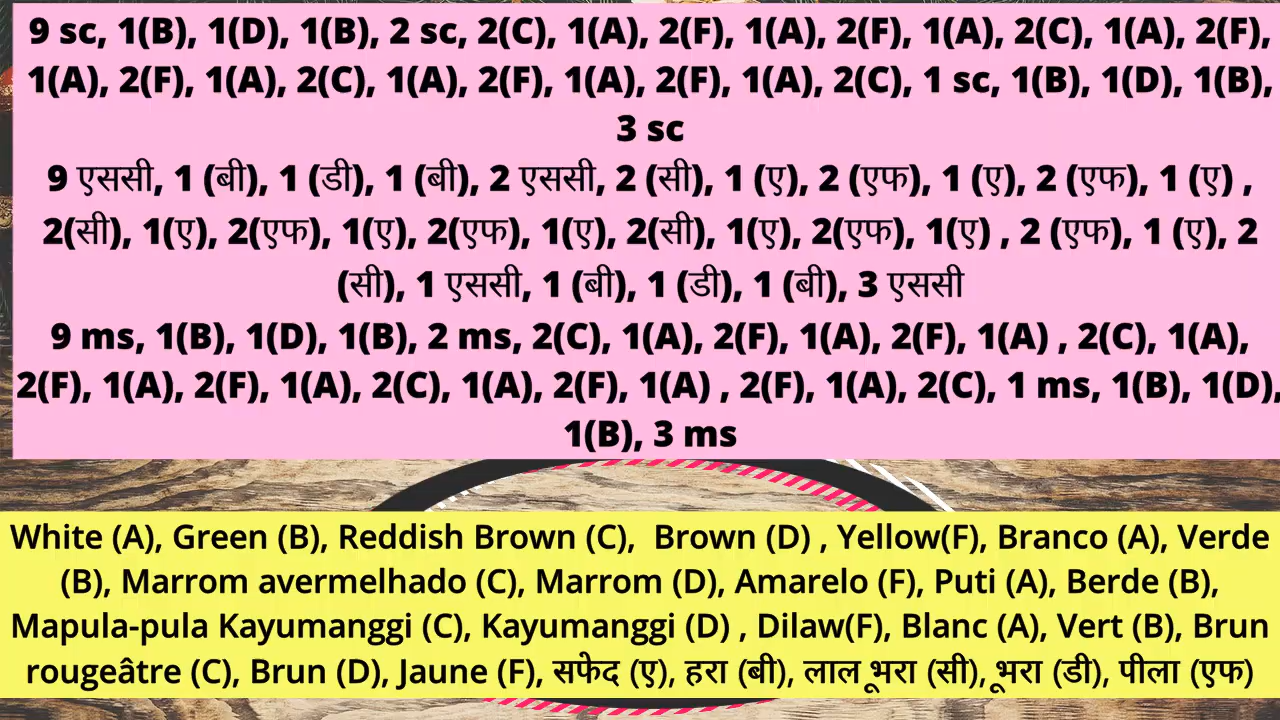 9 sc, 1(B), 1(D), 1(B), 2 sc, 2(C), 1(A), 2(F), 1(A), 2(F), 1(A), 2(C), 1(A), 2(F),
1(A), 2(F), 1(A), 2(C), 1(A), 2(F), 1(A), 2(F), 1(A), 2(C), 1 sc, 1(B), 1(D), 1(B),
3 sc
9 एससी, 1 (बी), 1 (डी), 1 (बी), 2 एससी, 2 (सी), 1 (ए), 2 (एफ), 1 (ए), 2 (एफ), 1 (ए) ,
2(सी), 1(ए), 2(एफ), 1(ए), 2(एफ), 1(ए), 2(सी), 1(ए), 2(एफ), 1(ए) , 2 (एफ), 1 (ए), 2
(सी), 1 एससी, 1 (बी), 1 (डी), 1 (बी), 3 एससी
9 ms, 1(B), 1(D), 1(B), 2 ms, 2(C), 1(A), 2(F), 1(A), 2(F), 1(A) , 2(C), 1(A),
2(F), 1(A), 2(F), 1(A), 2(C), 1(A), 2(F), 1(A) , 2(F), 1(A), 2(C), 1 ms, 1(B), 1(D),
1(B), 3 ms
White (A), Green (B), Reddish Brown (C), Brown (D) , Yellow(F), Branco (A), Verde
(B), Marrom avermelhado (C), Marrom (D), Amarelo (F), Puti (A), Berde (B),
Mapula-pula Kayumanggi (C), Kayumanggi (D) , Dilaw(F), Blanc (A), Vert (B), Brun
rougeâtre (C), Brun (D), Jaune (F), सफेद (ए), हरा (बी), लाल भूरा (सी), भूरा (डी), पीला (एफ)